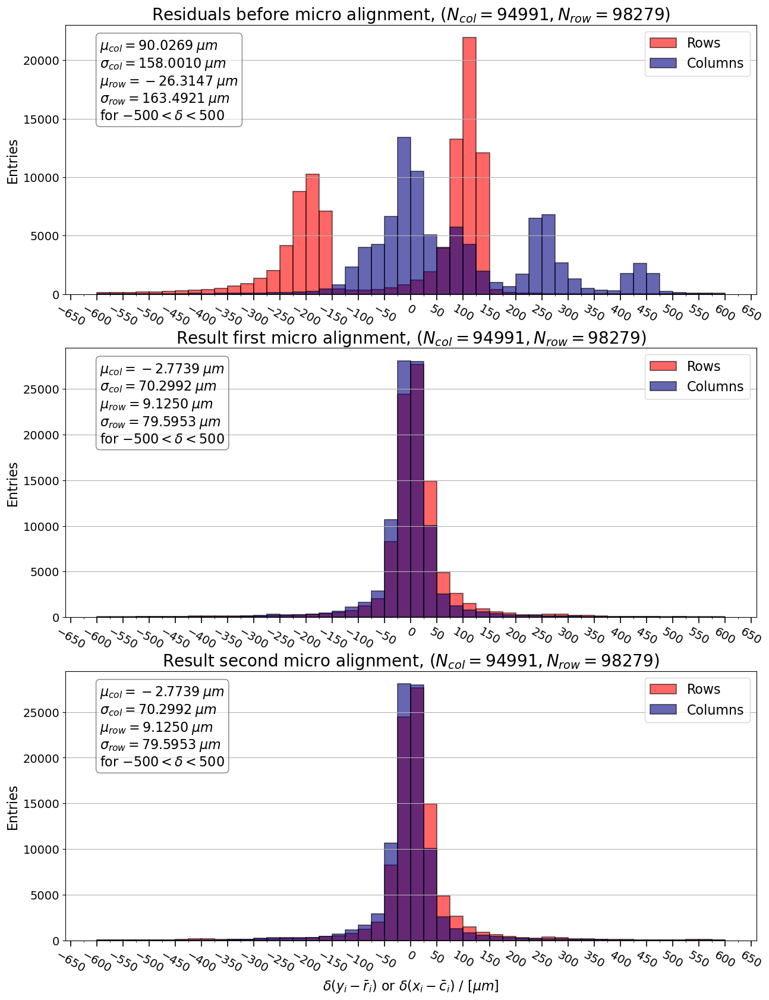 Residuals before micro alignment, (N_col = 94991, N_row = 98279)
μ_col = 90.0269 μm
σ_col = 158.0010 μm
μ_row = −26.3147 μm
σ_row = 163.4921 μm
for −500 < δ < 500
Rows
Columns
Entries
20000
15000
10000
5000
0
−650 −600 −550 −500 −450 −400 −350 −300 −250 −200 −150 −100 −50 0 50 100 150 200 250 300 350 400 450 500 550 600 650
Result first micro alignment, (N_col = 94991, N_row = 98279)
μ_col = −2.7739 μm
σ_col = 70.2992 μm
μ_row = 9.1250 μm
σ_row = 79.5953 μm
for −500 < δ < 500
Rows
Columns
Entries
25000
20000
15000
10000
5000
0
−650 −600 −550 −500 −450 −400 −350 −300 −250 −200 −150 −100 −50 0 50 100 150 200 250 300 350 400 450 500 550 600 650
Result second micro alignment, (N_col = 94991, N_row = 98279)
μ_col = −2.7739 μm
σ_col = 70.2992 μm
μ_row = 9.1250 μm
σ_row = 79.5953 μm
for −500 < δ < 500
Rows
Columns
Entries
25000
20000
15000
10000
5000
0
−650 −600 −550 −500 −450 −400 −350 −300 −250 −200 −150 −100 −50 0 50 100 150 200 250 300 350 400 450 500 550 600 650
δ(y_i − r̄_i) or δ(x_i − c̄_i) / [μm]